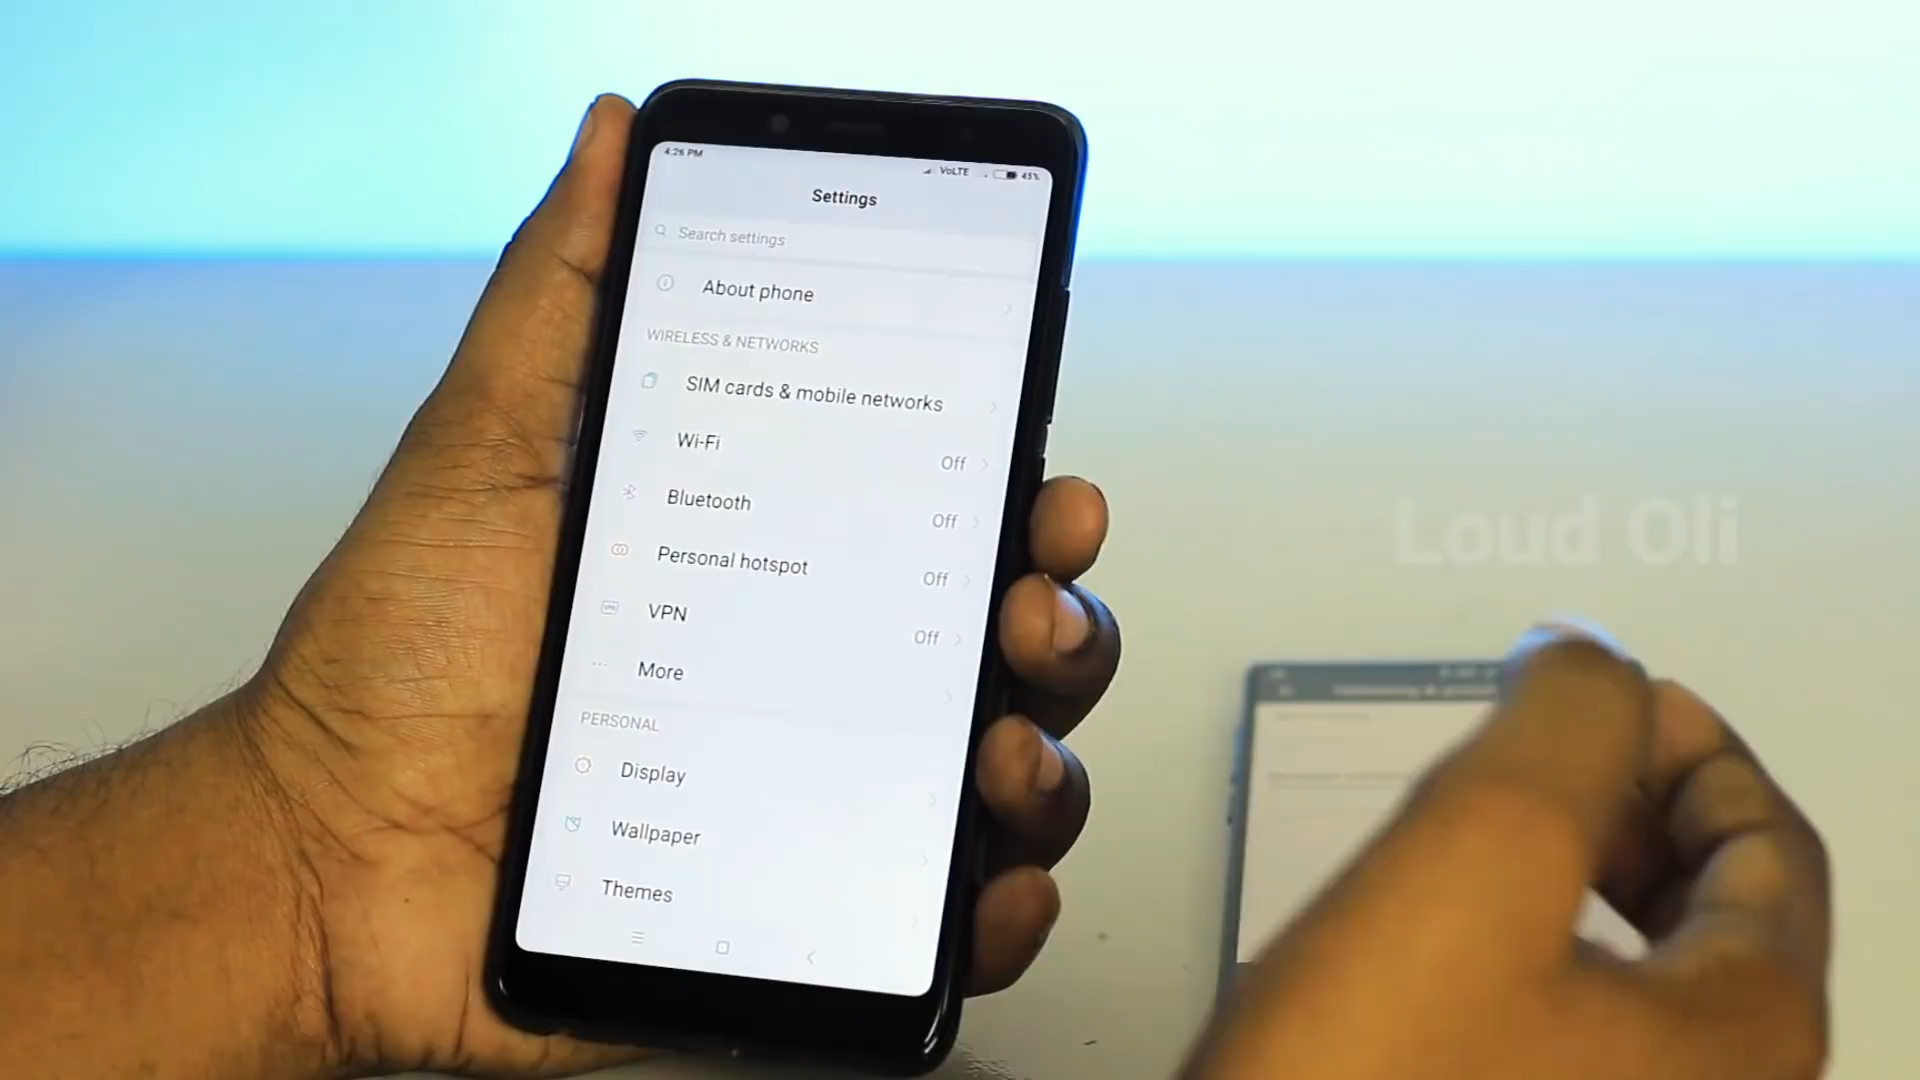 4:26 PM
VoLTE
45%
Settings
Search settings
About phone
WIRELESS & NETWORKS
SIM cards & mobile networks
Wi-Fi
Off
Bluetooth
Off
Personal hotspot
Off
VPN
Off
More
PERSONAL
Display
Wallpaper
Themes
Loud Oli